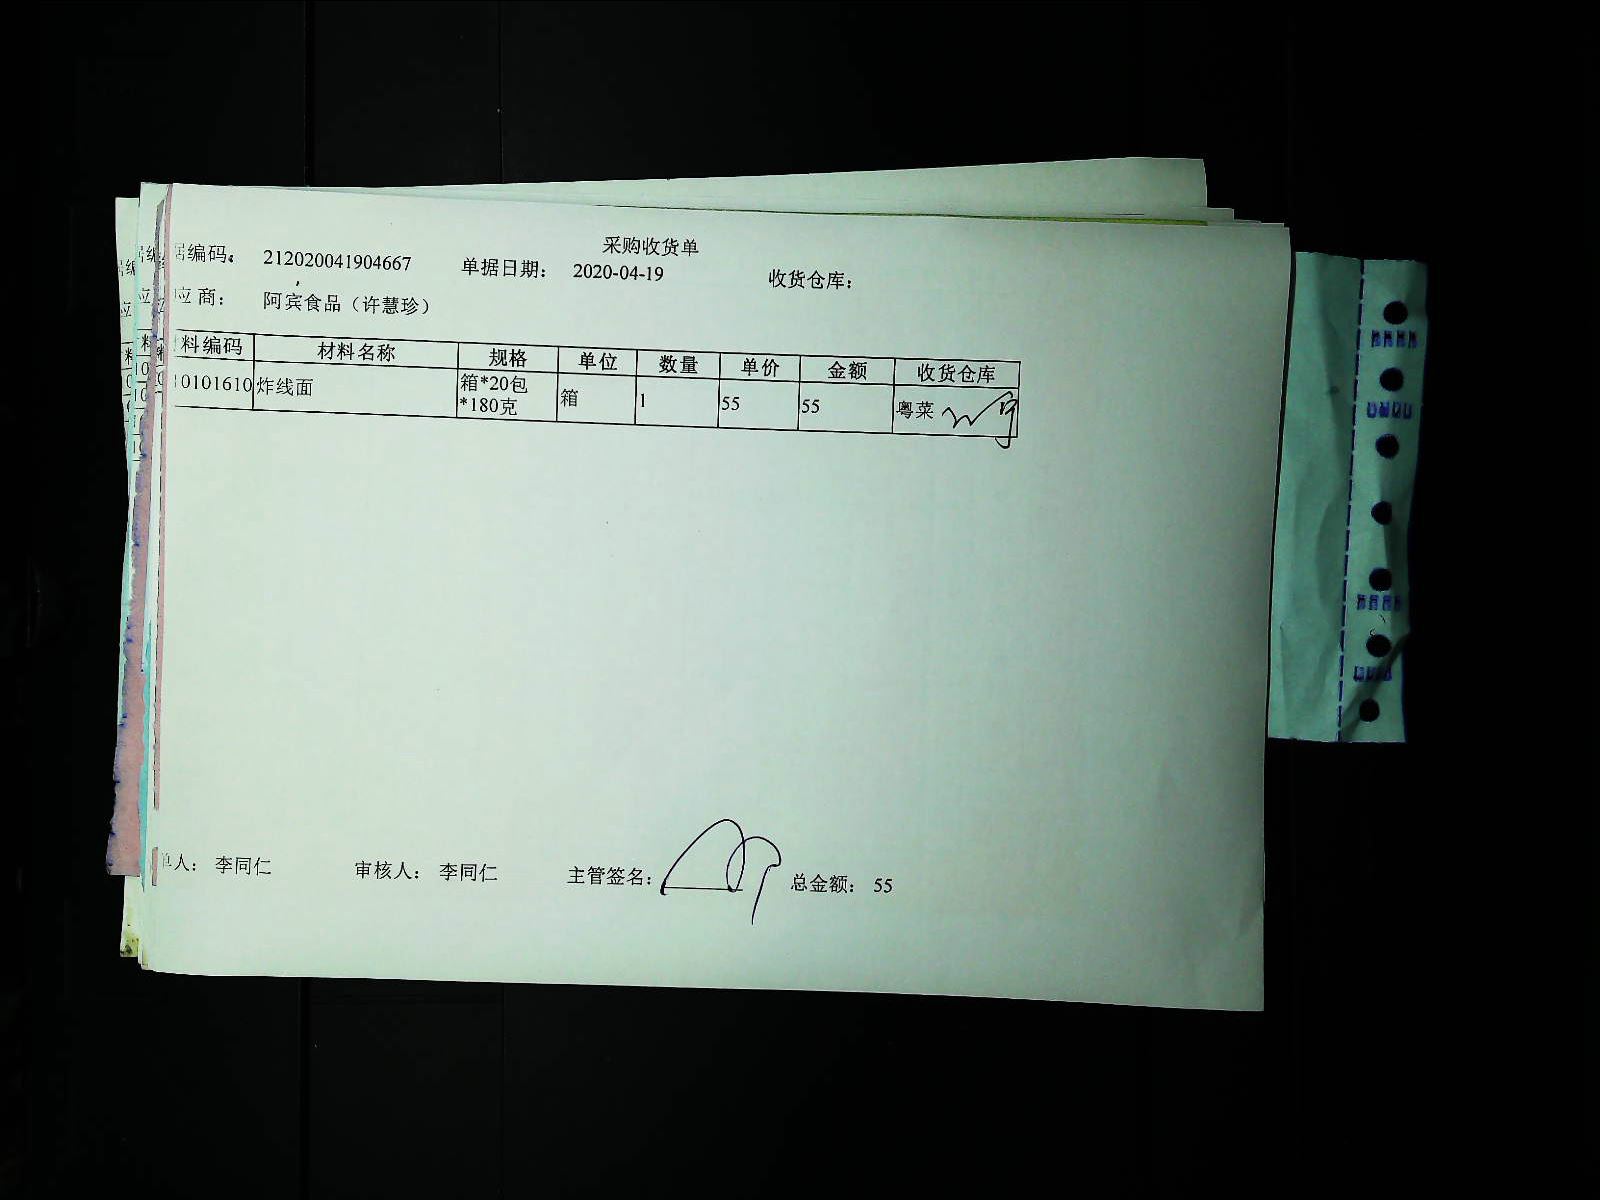 采购收货单
居编码: 212020041904667 单据日期: 2020-04-19 收货仓库:
应商: 阿宾食品（许慧珍）
料编码 材料名称 规格 单位 数量 单价 金额 收货仓库
10101610 炸线面 箱*20包 箱 1 55 55 粤菜
*180克
单人: 李同仁 审核人: 李同仁 主管签名: 总金额: 55